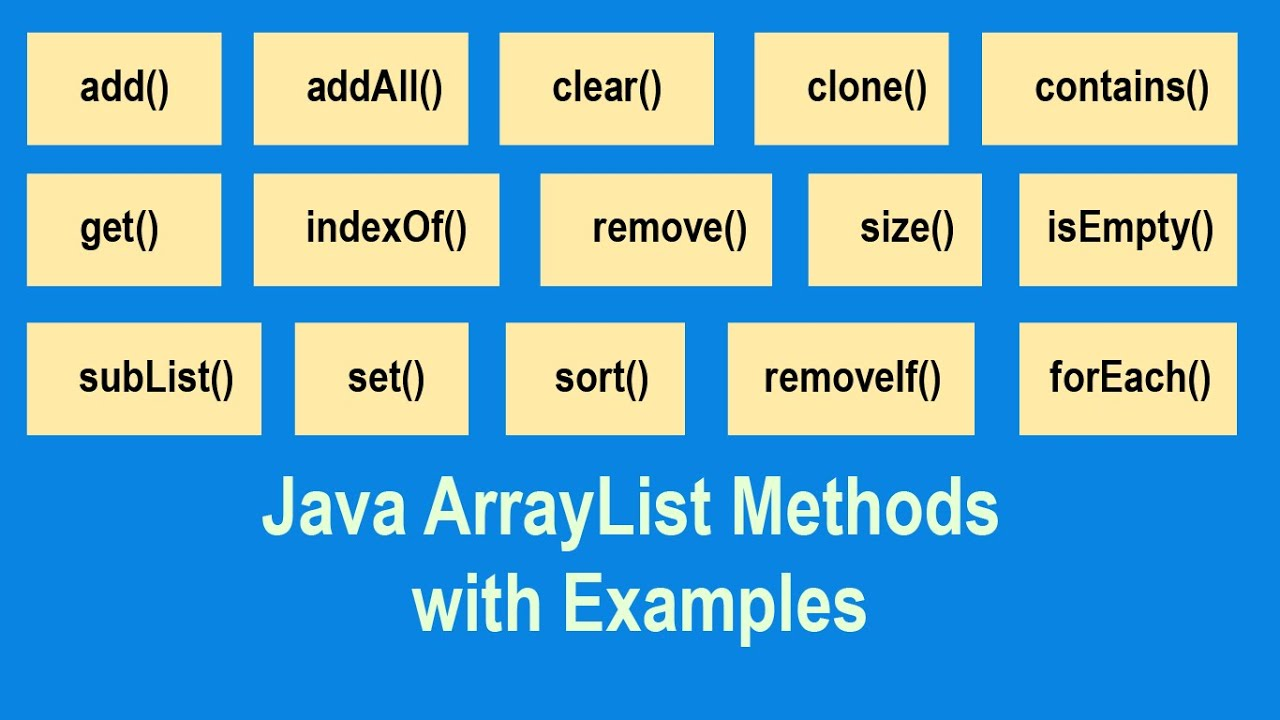 add() addAll() clear() clone() contains()
get() indexOf() remove() size() isEmpty()
subList() set() sort() removeIf() forEach()
Java ArrayList Methods
with Examples